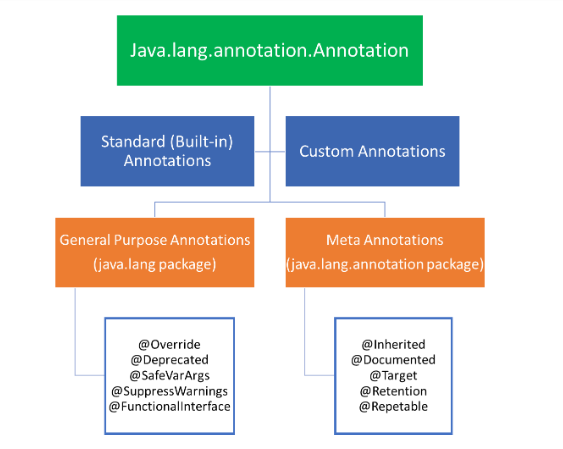 Java.lang.annotation.Annotation
Standard (Built-in)
Annotations
Custom Annotations
General Purpose Annotations
(java.lang package)
Meta Annotations
(java.lang.annotation package)
@Override
@Deprecated
@SafeVarArgs
@SuppressWarnings
@FunctionalInterface
@Inherited
@Documented
@Target
@Retention
@Repetable